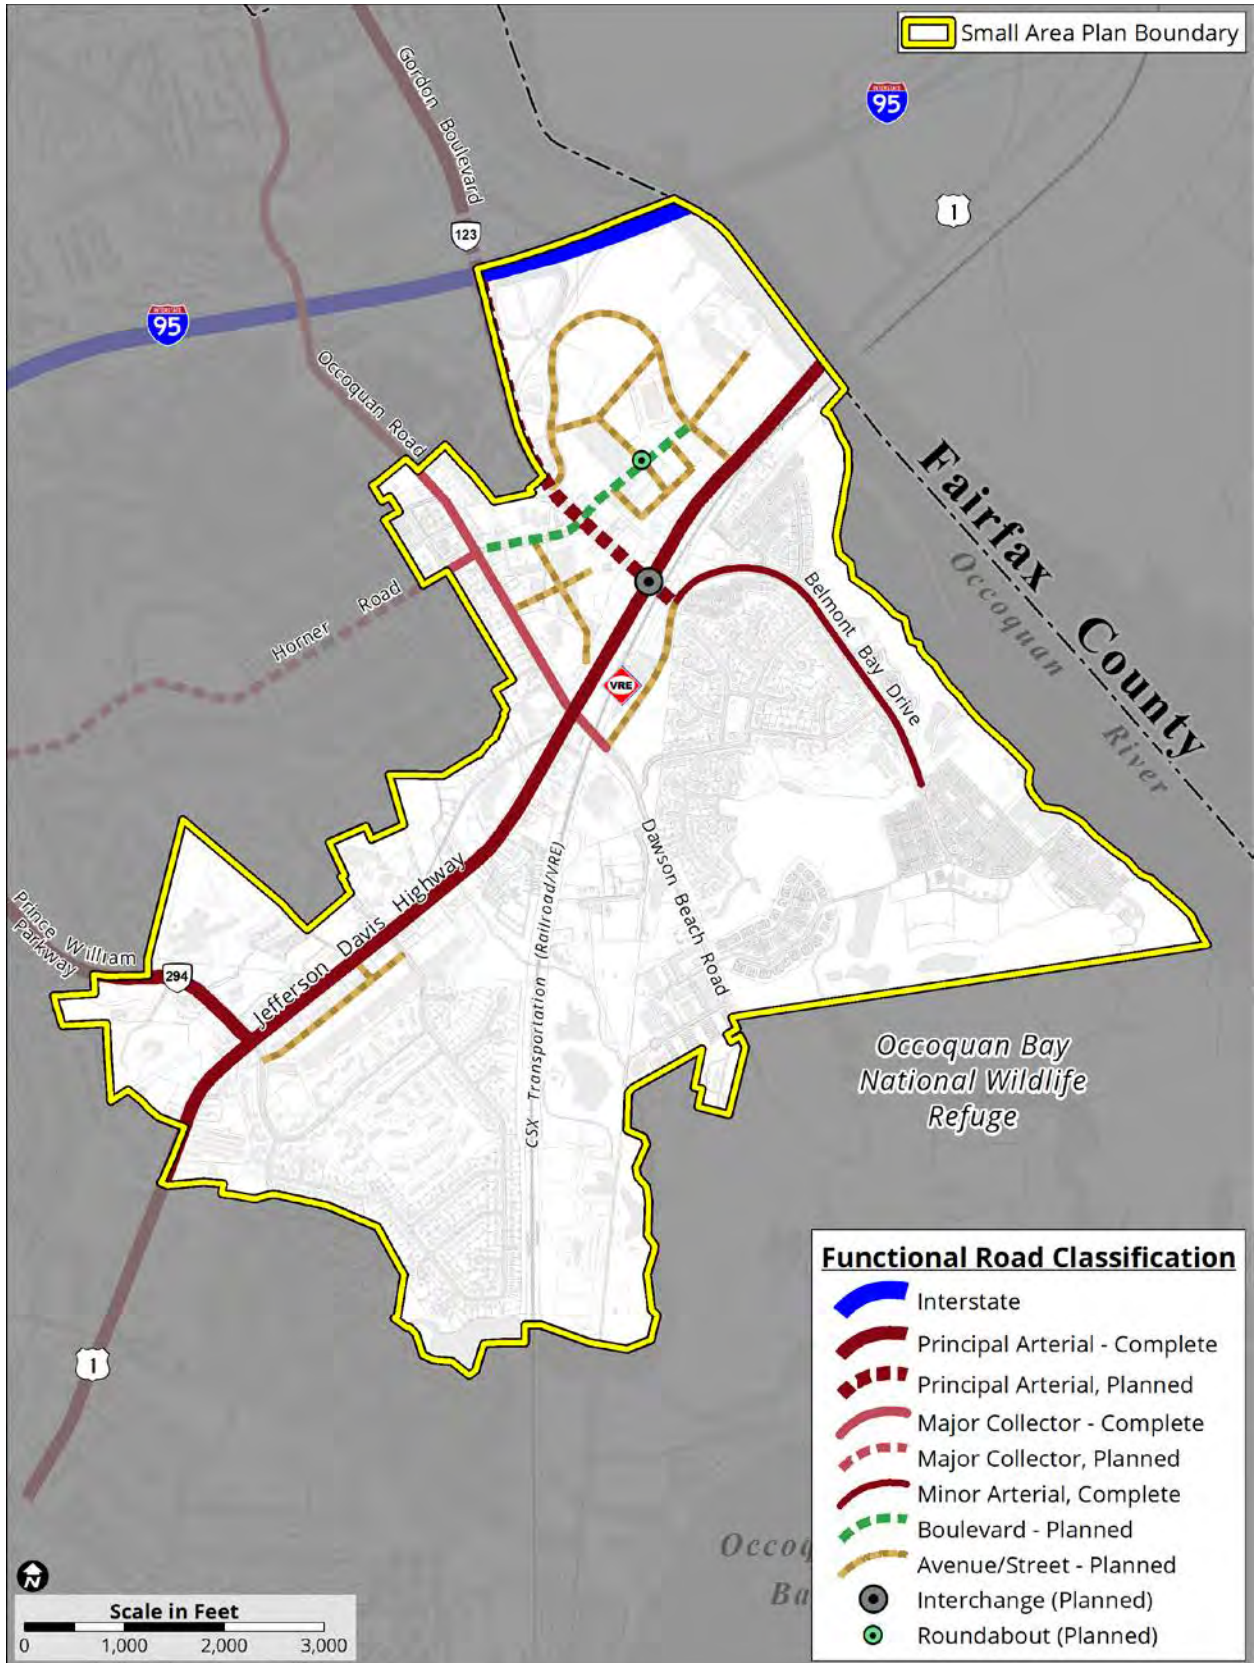 Small Area Plan Boundary
Gordon Boulevard
INTERSTATE
95
1
123
INTERSTATE
95
Occoquan Road
Fairfax County
Occoquan
River
Horner Road
Belmont Bay Drive
VRE
Dawson Beach Road
Jefferson Davis Highway
CSX Transportation (Railroad/VRE)
Prince William
Parkway
294
Occoquan Bay
National Wildlife
Refuge
1
Functional Road Classification
Interstate
Principal Arterial - Complete
Principal Arterial, Planned
Major Collector - Complete
Major Collector, Planned
Minor Arterial, Complete
Boulevard - Planned
Avenue/Street - Planned
Interchange (Planned)
Roundabout (Planned)
N
Scale in Feet
0 1,000 2,000 3,000